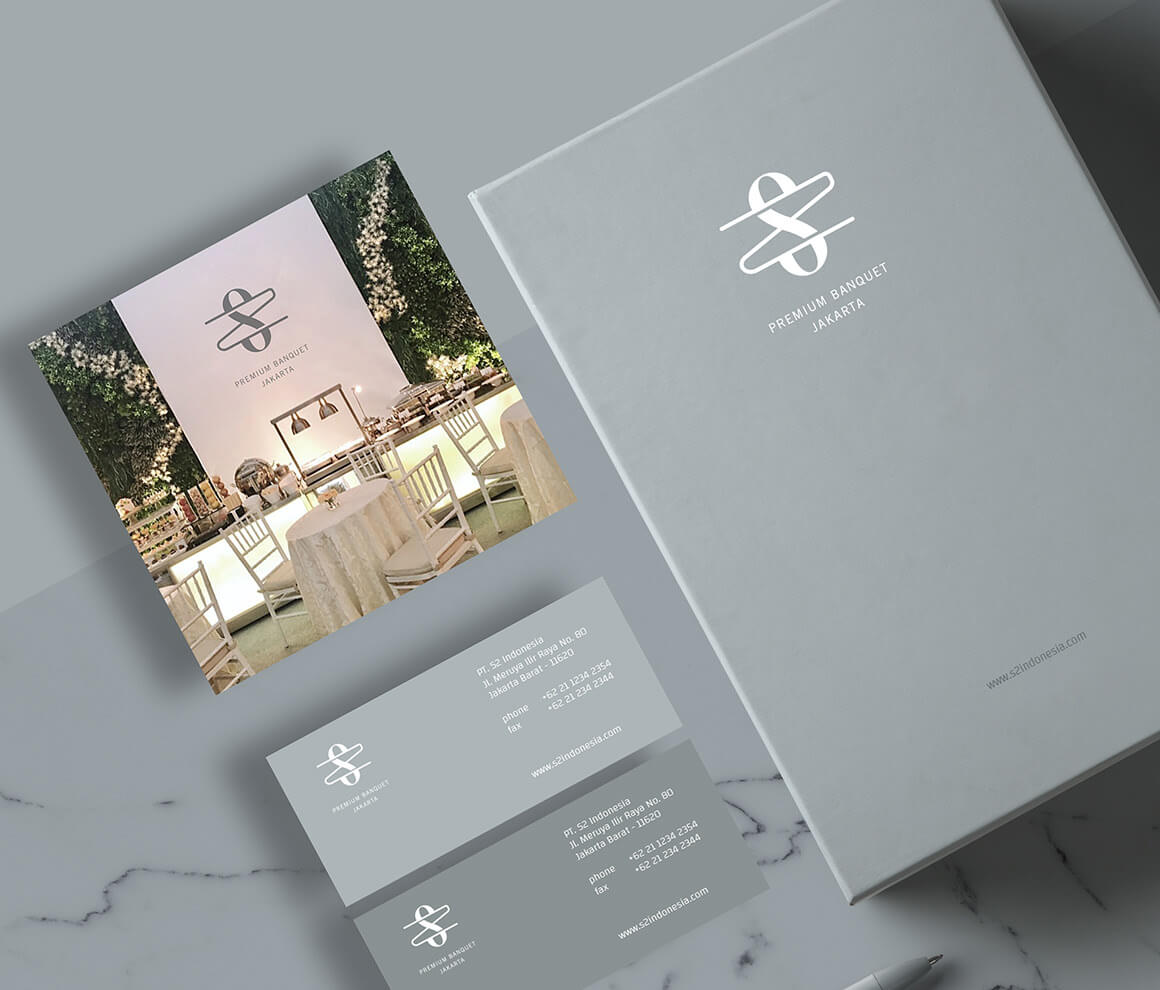 PREMIUM BANQUET
JAKARTA
PREMIUM BANQUET
JAKARTA
www.s2indonesia.com
PT. S2 Indonesia
Jl. Meruya Ilir Raya No. 80
Jakarta Barat - 11620
phone +62 21 1234 2354
fax +62 21 234 2344
www.s2indonesia.com
PREMIUM BANQUET
JAKARTA
PT. S2 Indonesia
Jl. Meruya Ilir Raya No. 80
Jakarta Barat - 11620
phone +62 21 1234 2354
fax +62 21 234 2344
www.s2indonesia.com
PREMIUM BANQUET
JAKARTA